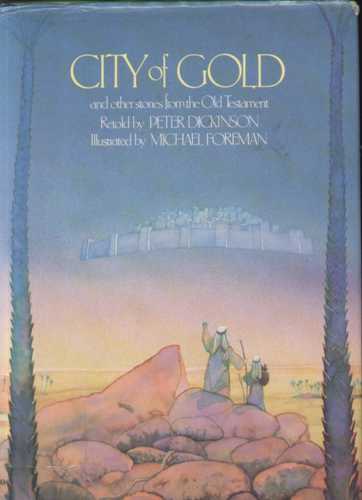 CITY of GOLD
and other stories from the Old Testament
Retold by PETER DICKINSON
Illustrated by MICHAEL FOREMAN